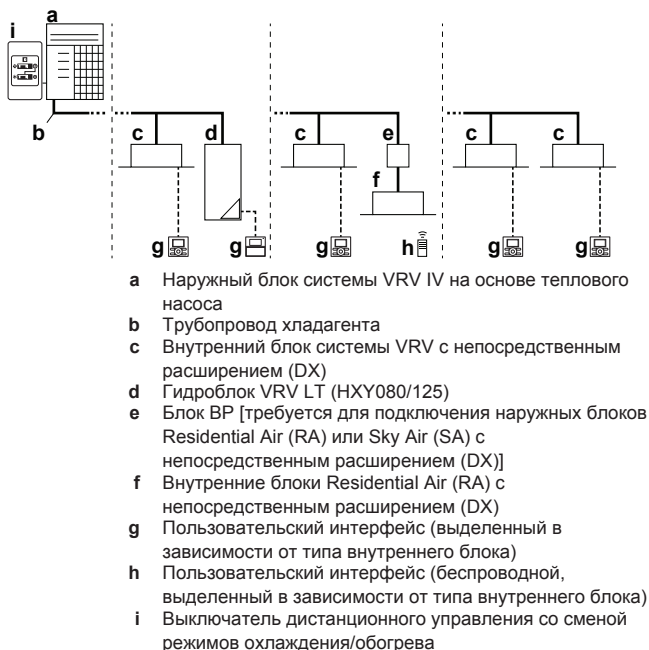 i a
b c d c e c c
f
g g g h g g
a Наружный блок системы VRV IV на основе теплового
насоса
b Трубопровод хладагента
c Внутренний блок системы VRV с непосредственным
расширением (DX)
d Гидроблок VRV LT (HXY080/125)
e Блок BP [требуется для подключения наружных блоков
Residential Air (RA) или Sky Air (SA) с
непосредственным расширением (DX)]
f Внутренние блоки Residential Air (RA) с
непосредственным расширением (DX)
g Пользовательский интерфейс (выделенный в
зависимости от типа внутреннего блока)
h Пользовательский интерфейс (беспроводной,
выделенный в зависимости от типа внутреннего блока)
i Выключатель дистанционного управления со сменой
режимов охлаждения/обогрева